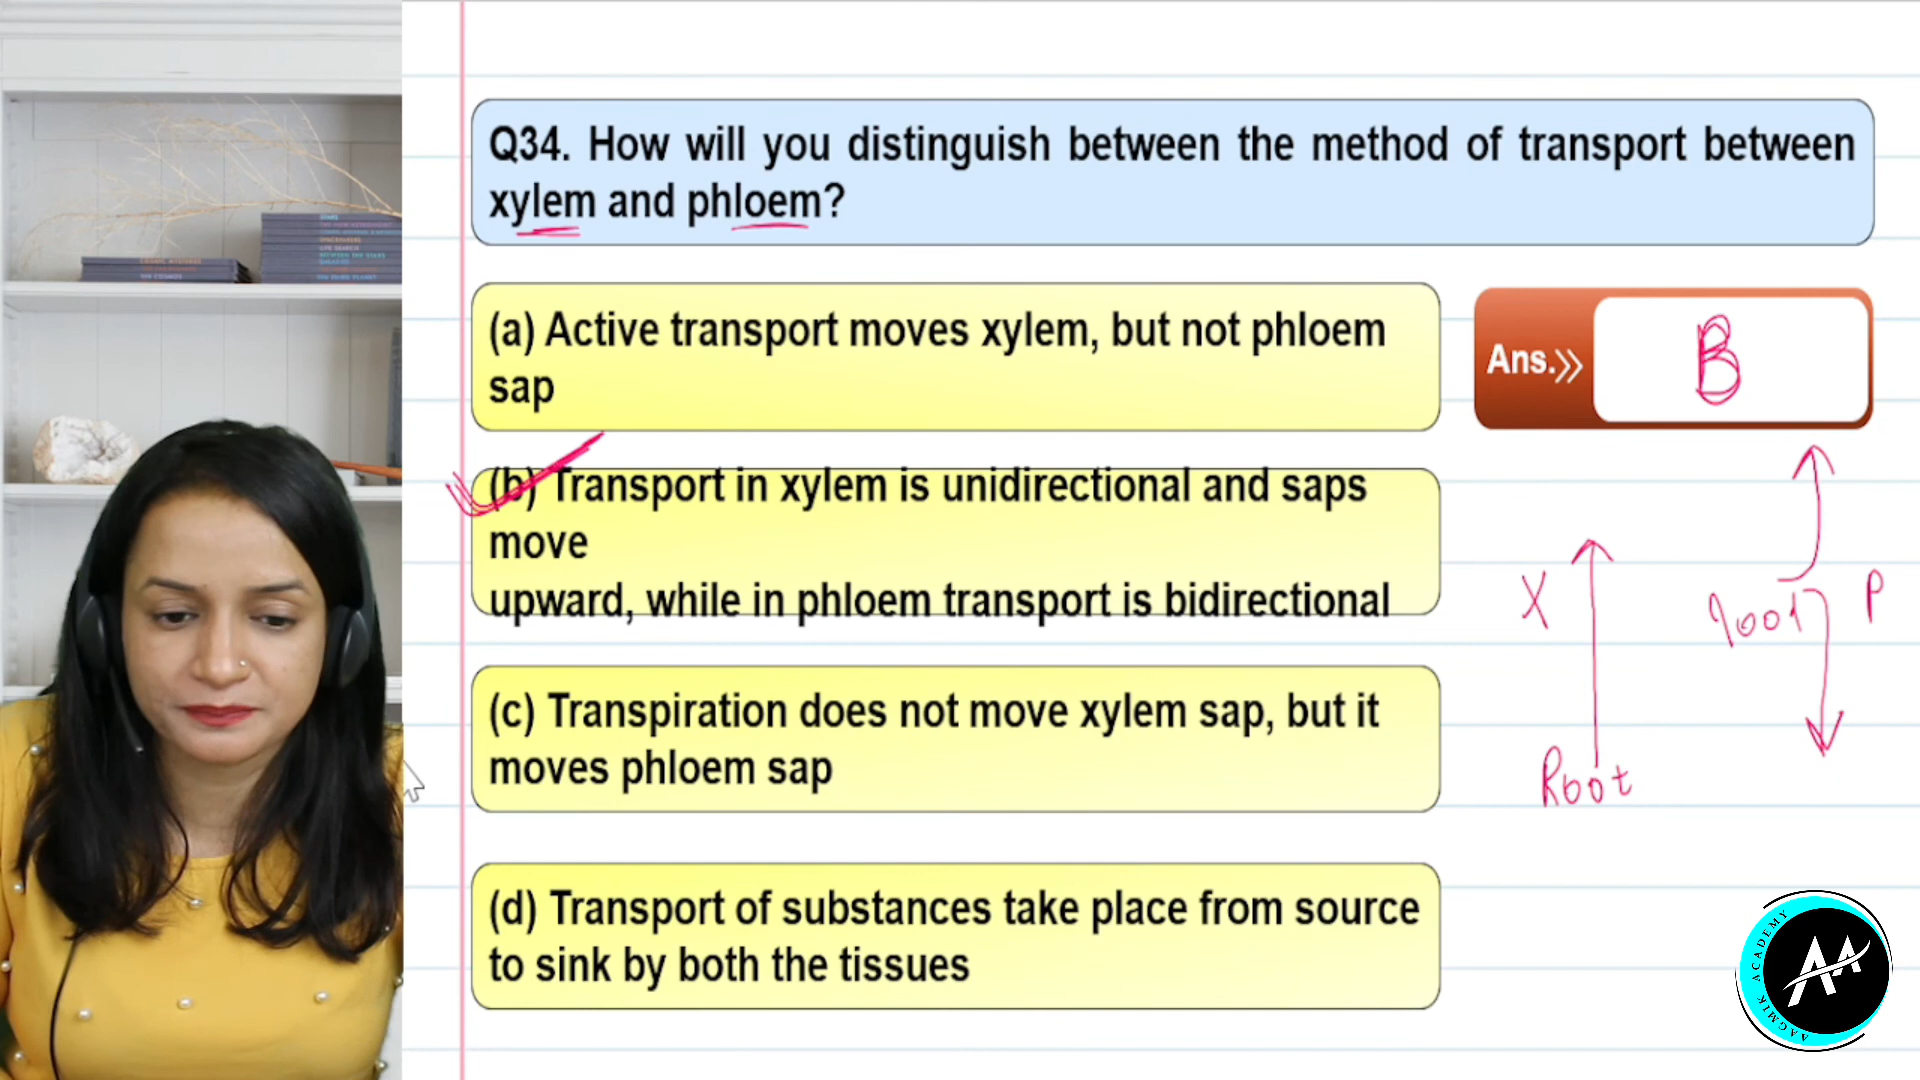 Q34. How will you distinguish between the method of transport between
xylem and phloem?
(a) Active transport moves xylem, but not phloem
sap
Ans.
B
(b) Transport in xylem is unidirectional and saps
move
upward, while in phloem transport is bidirectional
X
Root
P
(c) Transpiration does not move xylem sap, but it
moves phloem sap
(d) Transport of substances take place from source
to sink by both the tissues
AAGMIK ACADEMY
AA